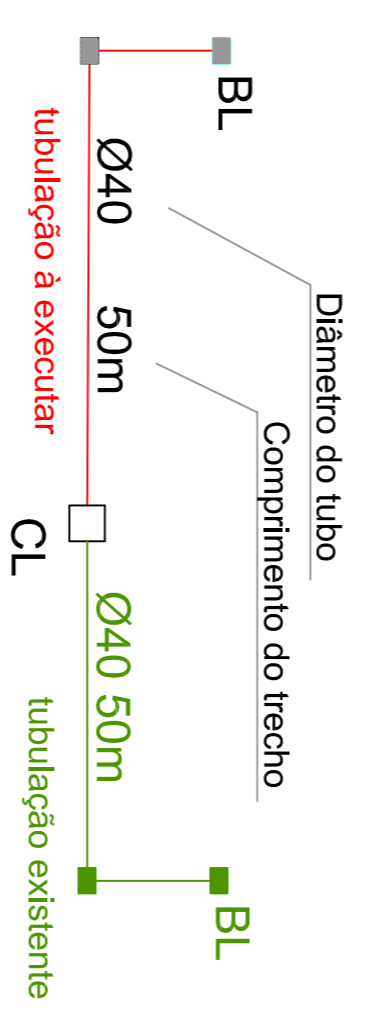 Diâmetro do tubo
Comprimento do trecho
BL
Ø40 50m
tubulação à executar
CL
Ø40 50m
tubulação existente
BL